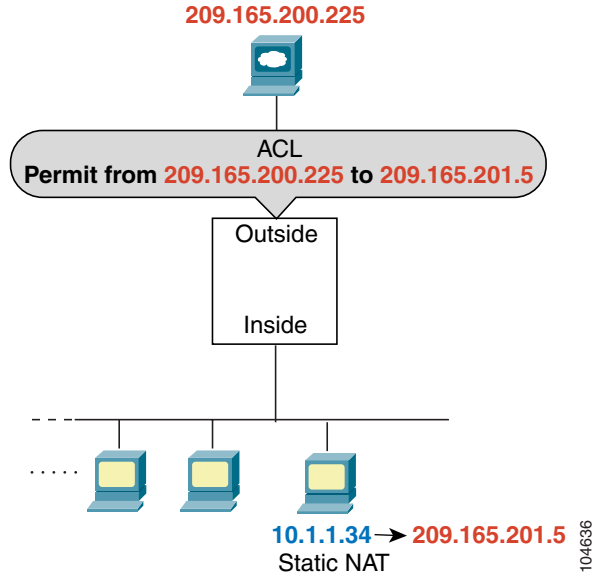 209.165.200.225
ACL
Permit from 209.165.200.225 to 209.165.201.5
Outside
Inside
10.1.1.34 → 209.165.201.5
Static NAT
104636